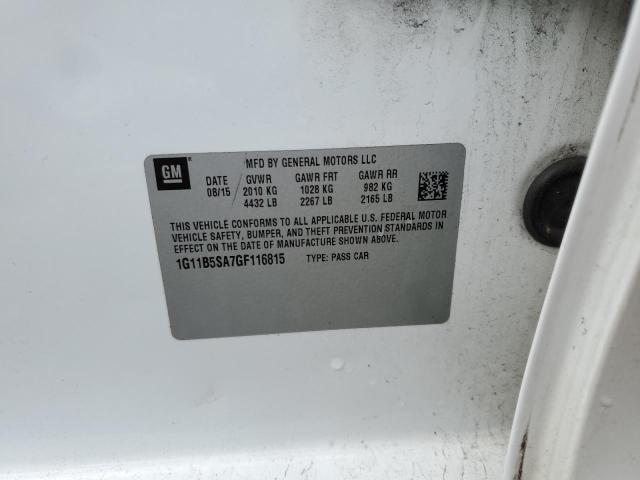 GM
MFD BY GENERAL MOTORS LLC
DATE GVWR GAWR FRT GAWR RR
08/15 2010 KG 1028 KG 982 KG
4432 LB 2267 LB 2165 LB
THIS VEHICLE CONFORMS TO ALL APPLICABLE U.S. FEDERAL MOTOR
VEHICLE SAFETY, BUMPER, AND THEFT PREVENTION STANDARDS IN
EFFECT ON THE DATE OF MANUFACTURE SHOWN ABOVE.
1G11B5SA7GF116815 TYPE: PASS CAR